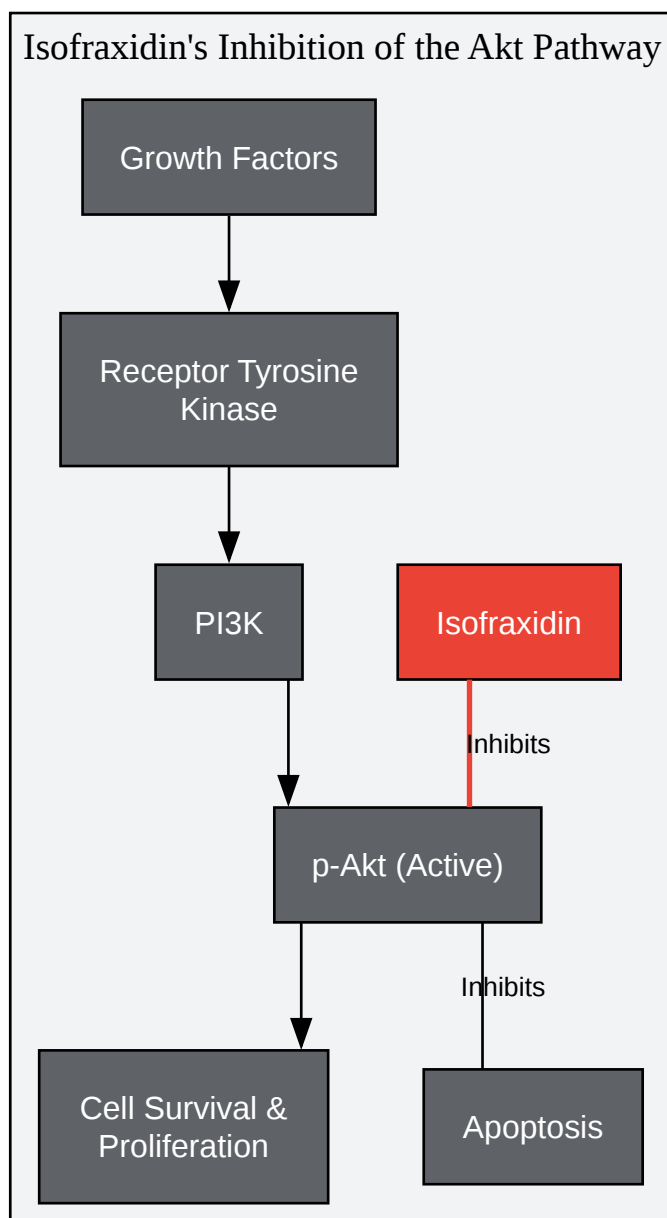 Isofraxidin's Inhibition of the Akt Pathway
Growth Factors
Receptor Tyrosine
Kinase
PI3K
Isofraxidin
Inhibits
p-Akt (Active)
Inhibits
Cell Survival &
Proliferation
Apoptosis